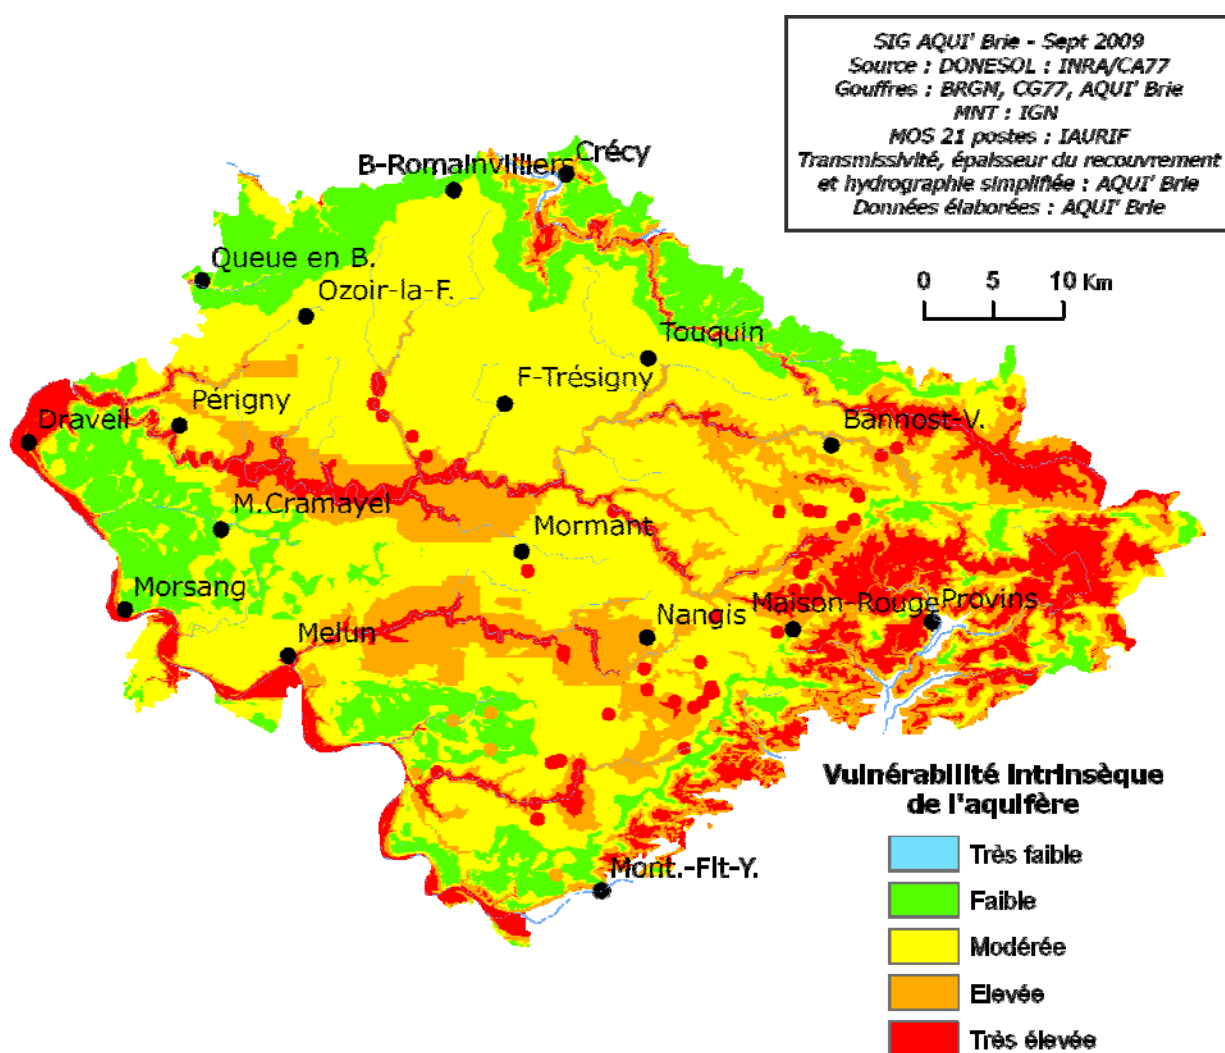 SIG AQUI' Brie - Sept 2009
Source : DONESOL : INRA/CA77
Gouffres : BRGN, CG77, AQUI' Brie
MNT : IGN
MOS 21 postes : IAURIF
Transmissivité, épaisseur du recouvrement
et hydrographie simplifiée : AQUI' Brie
Données élaborées : AQUI' Brie
Crécy
B-Romainvilliers
Queue en B.
Ozoir-la-F.
0 5 10 Km
Touquin
F-Trésigny
Périgny
Draveil
Bannost-V.
M.Cramayel
Mormant
Morsang
Nangis
Maison-Rouge
Provins
Melun
Mont.-Flt-Y.
Vulnérabilité intrinsèque
de l'aquifère
Très faible
Faible
Modérée
Elevée
Très élevée